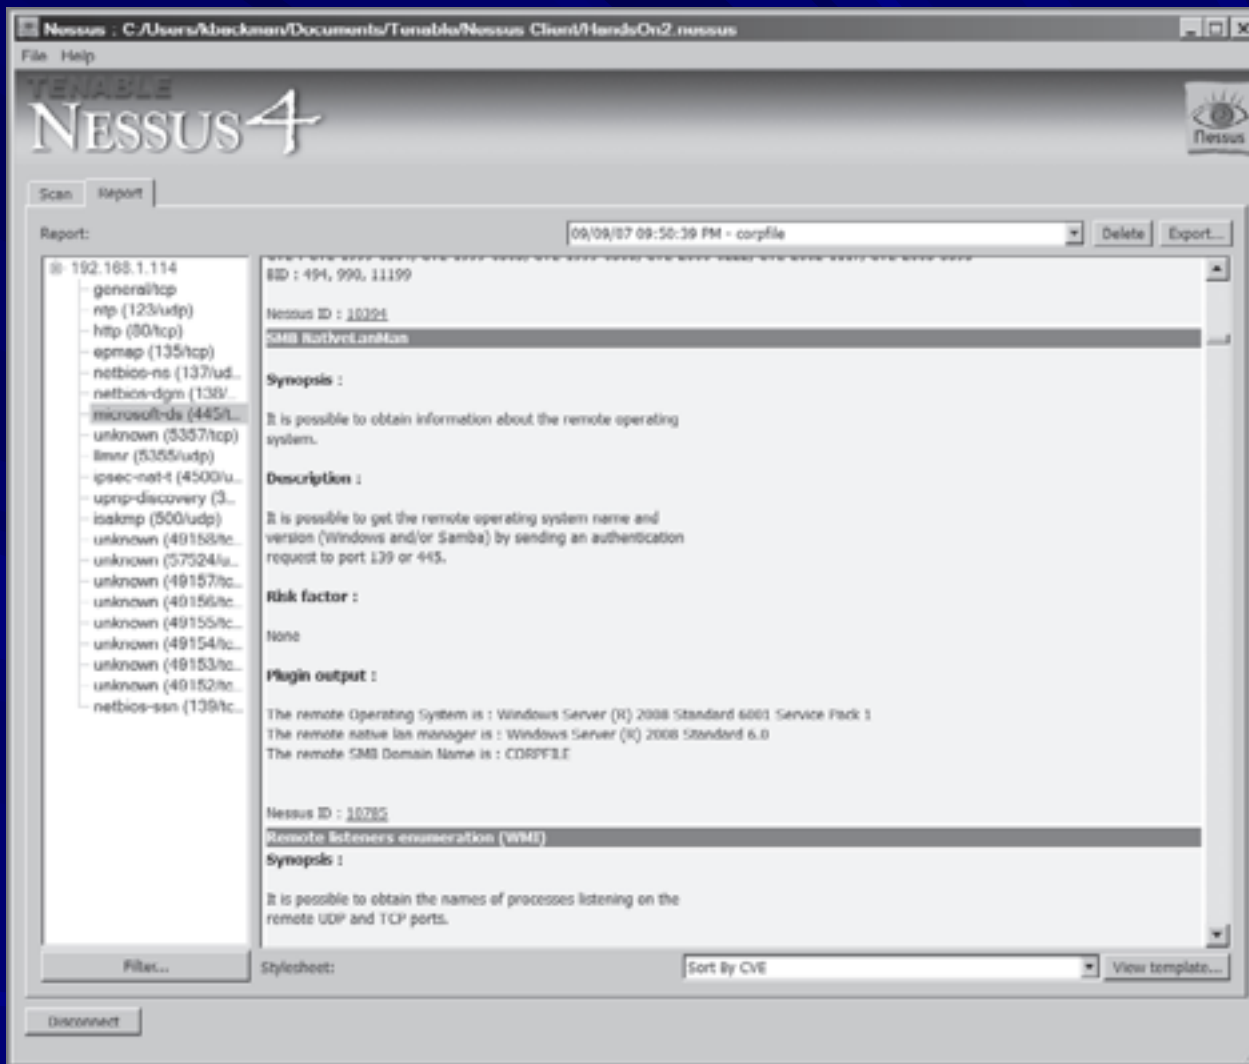 Nessus : C:/Users/kbackman/Documents/Tenable/Nessus Client/HandsOn2.nessus
File Help
TENABLE
NESSUS 4
Nessus
Scan Report
Report:
09/09/07 09:50:39 PM - corpfile
Delete
Export...
192.168.1.114
general/tcp
ntp (123/udp)
http (80/tcp)
epmap (135/tcp)
netbios-ns (137/ud...
netbios-dgm (138/...
microsoft-ds (445/t...
unknown (5357/tcp)
llmnr (5355/udp)
ipsec-nat-t (4500/u...
upnp-discovery (3...
isakmp (500/udp)
unknown (49158/tc...
unknown (57524/u...
unknown (49157/tc...
unknown (49156/tc...
unknown (49155/tc...
unknown (49154/tc...
unknown (49153/tc...
unknown (49152/tc...
netbios-ssn (139/tc...
BID : 494, 990, 11199
Nessus ID : 10394
SMB NativeLanMan
Synopsis :
It is possible to obtain information about the remote operating
system.
Description :
It is possible to get the remote operating system name and
version (Windows and/or Samba) by sending an authentication
request to port 139 or 445.
Risk factor :
None
Plugin output :
The remote Operating System is : Windows Server (R) 2008 Standard 6001 Service Pack 1
The remote native lan manager is : Windows Server (R) 2008 Standard 6.0
The remote SMB Domain Name is : CORPFILE
Nessus ID : 10785
Remote listeners enumeration (WMI)
Synopsis :
It is possible to obtain the names of processes listening on the
remote UDP and TCP ports.
Filter...
Stylesheet:
Sort By CVE
View template...
Disconnect